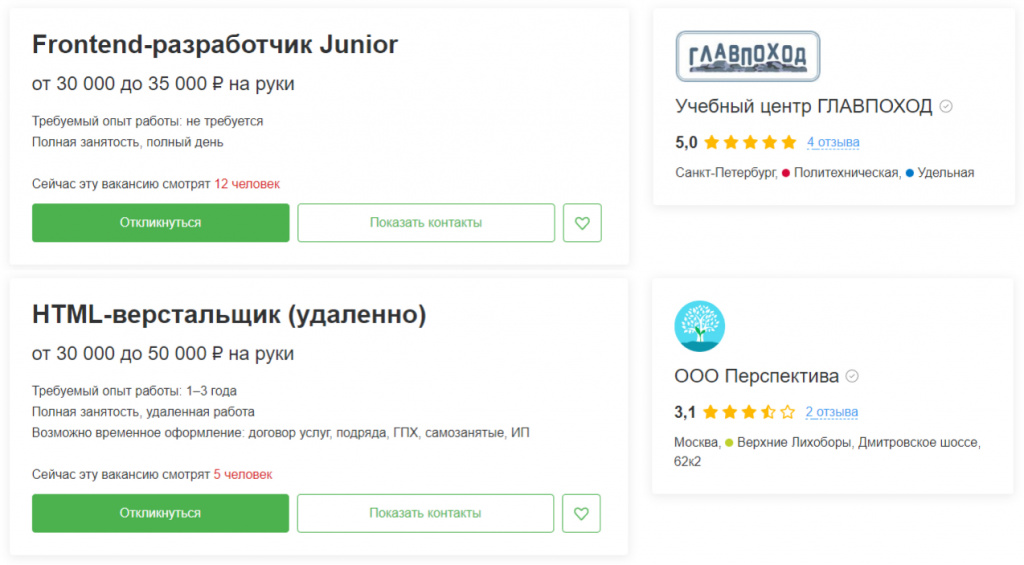 Frontend-разработчик Junior
от 30 000 до 35 000 ₽ на руки
Требуемый опыт работы: не требуется
Полная занятость, полный день
Сейчас эту вакансию смотрят 12 человек
Откликнуться
Показать контакты
ГЛАВПОХОД
Учебный центр ГЛАВПОХОД
5,0
4 отзыва
Санкт-Петербург, Политехническая, Удельная
HTML-верстальщик (удаленно)
от 30 000 до 50 000 ₽ на руки
Требуемый опыт работы: 1–3 года
Полная занятость, удаленная работа
Возможно временное оформление: договор услуг, подряда, ГПХ, самозанятые, ИП
Сейчас эту вакансию смотрят 5 человек
Откликнуться
Показать контакты
ООО Перспектива
3,1
2 отзыва
Москва, Верхние Лихоборы, Дмитровское шоссе,
62к2